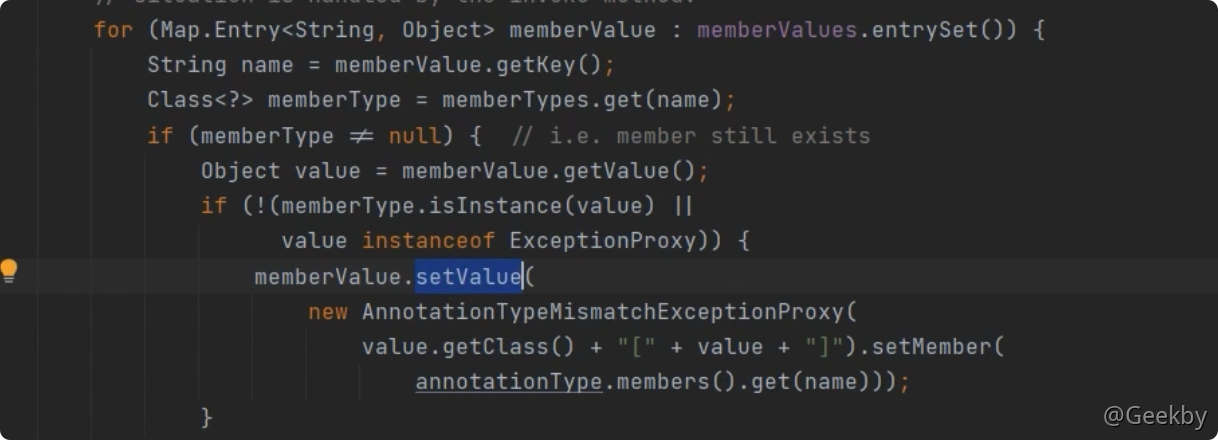 // situation is handled by the invoke method.
for (Map.Entry<String, Object> memberValue : memberValues.entrySet()) {
String name = memberValue.getKey();
Class<?> memberType = memberTypes.get(name);
if (memberType ≠ null) {  // i.e. member still exists
Object value = memberValue.getValue();
if (!(memberType.isInstance(value) ||
value instanceof ExceptionProxy)) {
memberValue.setValue(
new AnnotationTypeMismatchExceptionProxy(
value.getClass() + "[" + value + "]").setMember(
annotationType.members().get(name)));
}
@Geekby